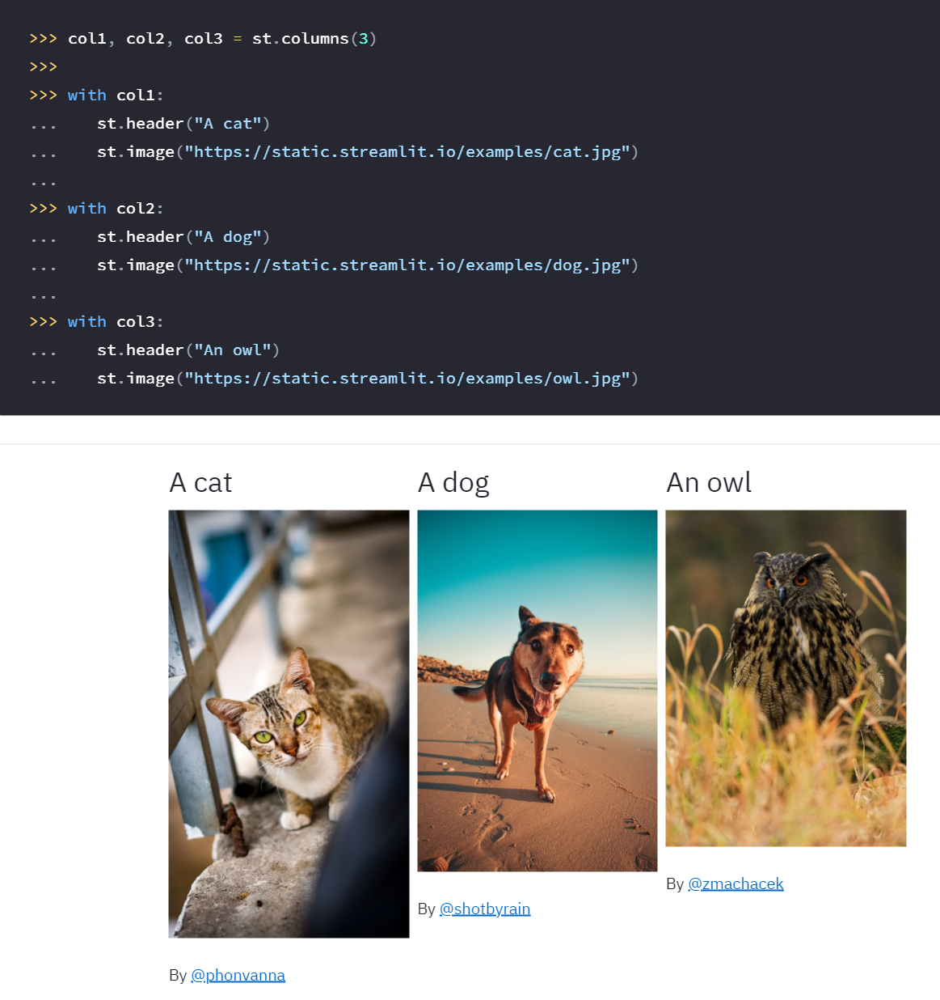 >>> col1, col2, col3 = st.columns(3)
>>>
>>> with col1:
...    st.header("A cat")
...    st.image("https://static.streamlit.io/examples/cat.jpg")
...
>>> with col2:
...    st.header("A dog")
...    st.image("https://static.streamlit.io/examples/dog.jpg")
...
>>> with col3:
...    st.header("An owl")
...    st.image("https://static.streamlit.io/examples/owl.jpg")
A cat
A dog
An owl
By @zmachacek
By @shotbyrain
By @phonvanna